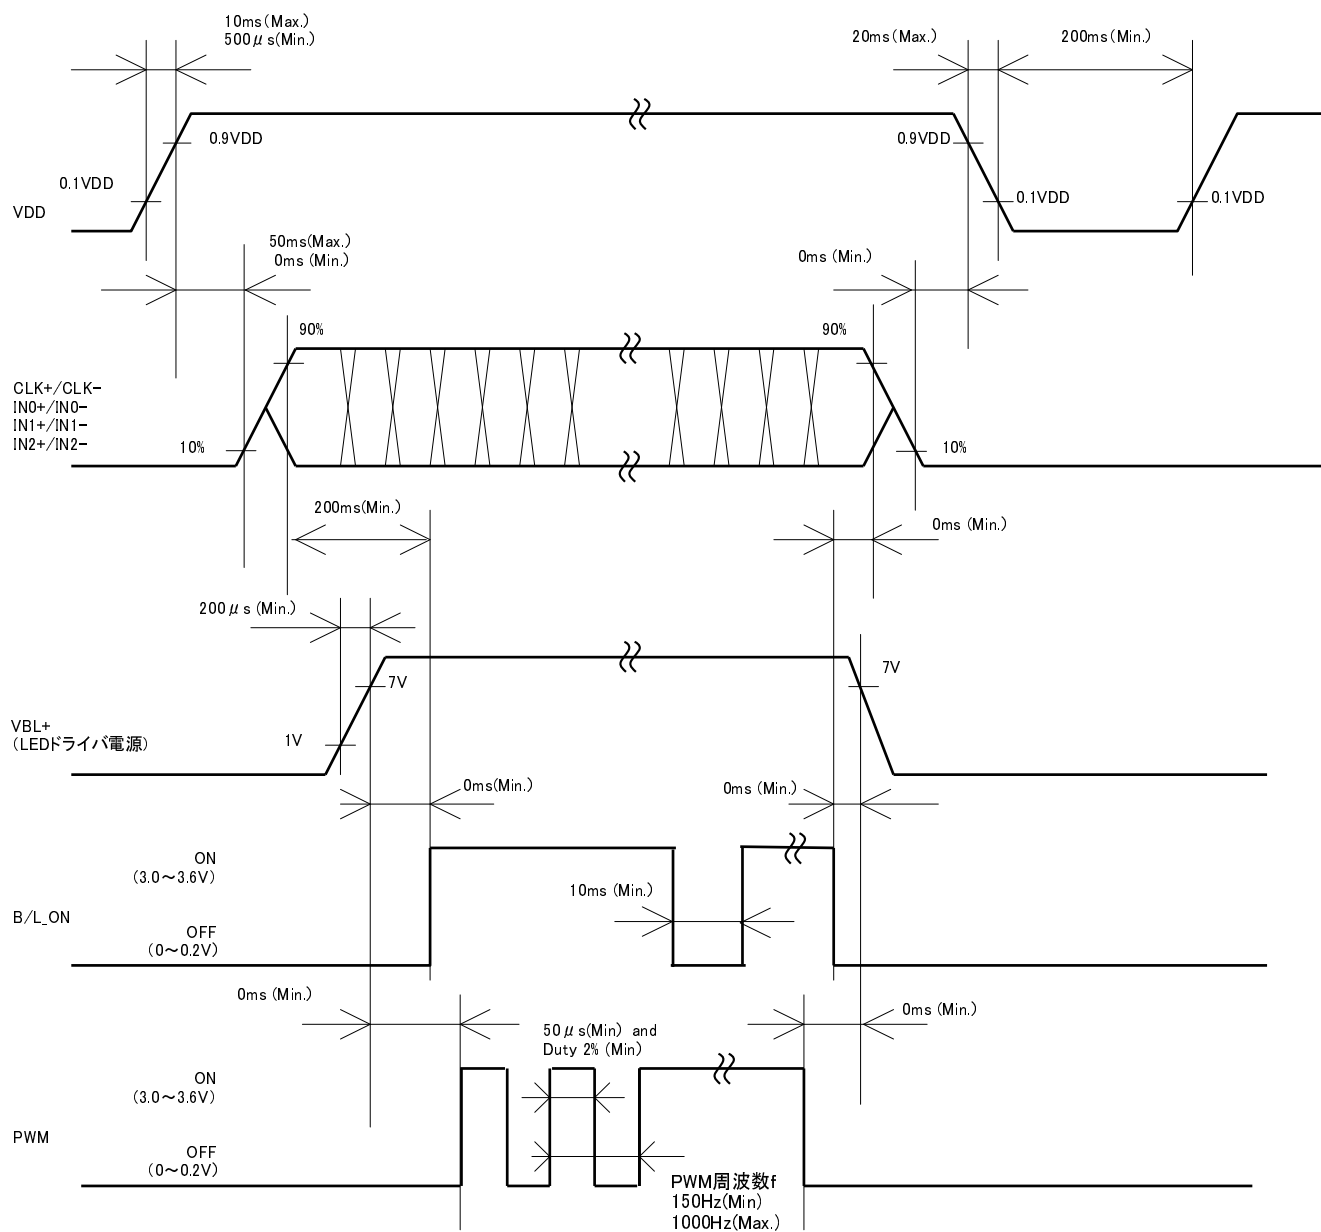 10ms(Max.)
500μs(Min.)
20ms(Max.)
200ms(Min.)
0.9VDD
0.9VDD
0.1VDD
0.1VDD
0.1VDD
VDD
50ms(Max.)
0ms(Min.)
0ms(Min.)
90%
90%
CLK+/CLK-
IN0+/IN0-
IN1+/IN1-
IN2+/IN2-
10%
10%
200ms(Min.)
0ms(Min.)
200μs(Min.)
7V
7V
VBL+
(LEDドライバ電源)
1V
0ms(Min.)
0ms(Min.)
ON
(3.0～3.6V)
10ms(Min.)
B/L_ON
OFF
(0～0.2V)
0ms(Min.)
0ms(Min.)
50μs(Min) and
Duty 2% (Min)
ON
(3.0～3.6V)
PWM
OFF
(0～0.2V)
PWM周波数f
150Hz(Min)
1000Hz(Max.)